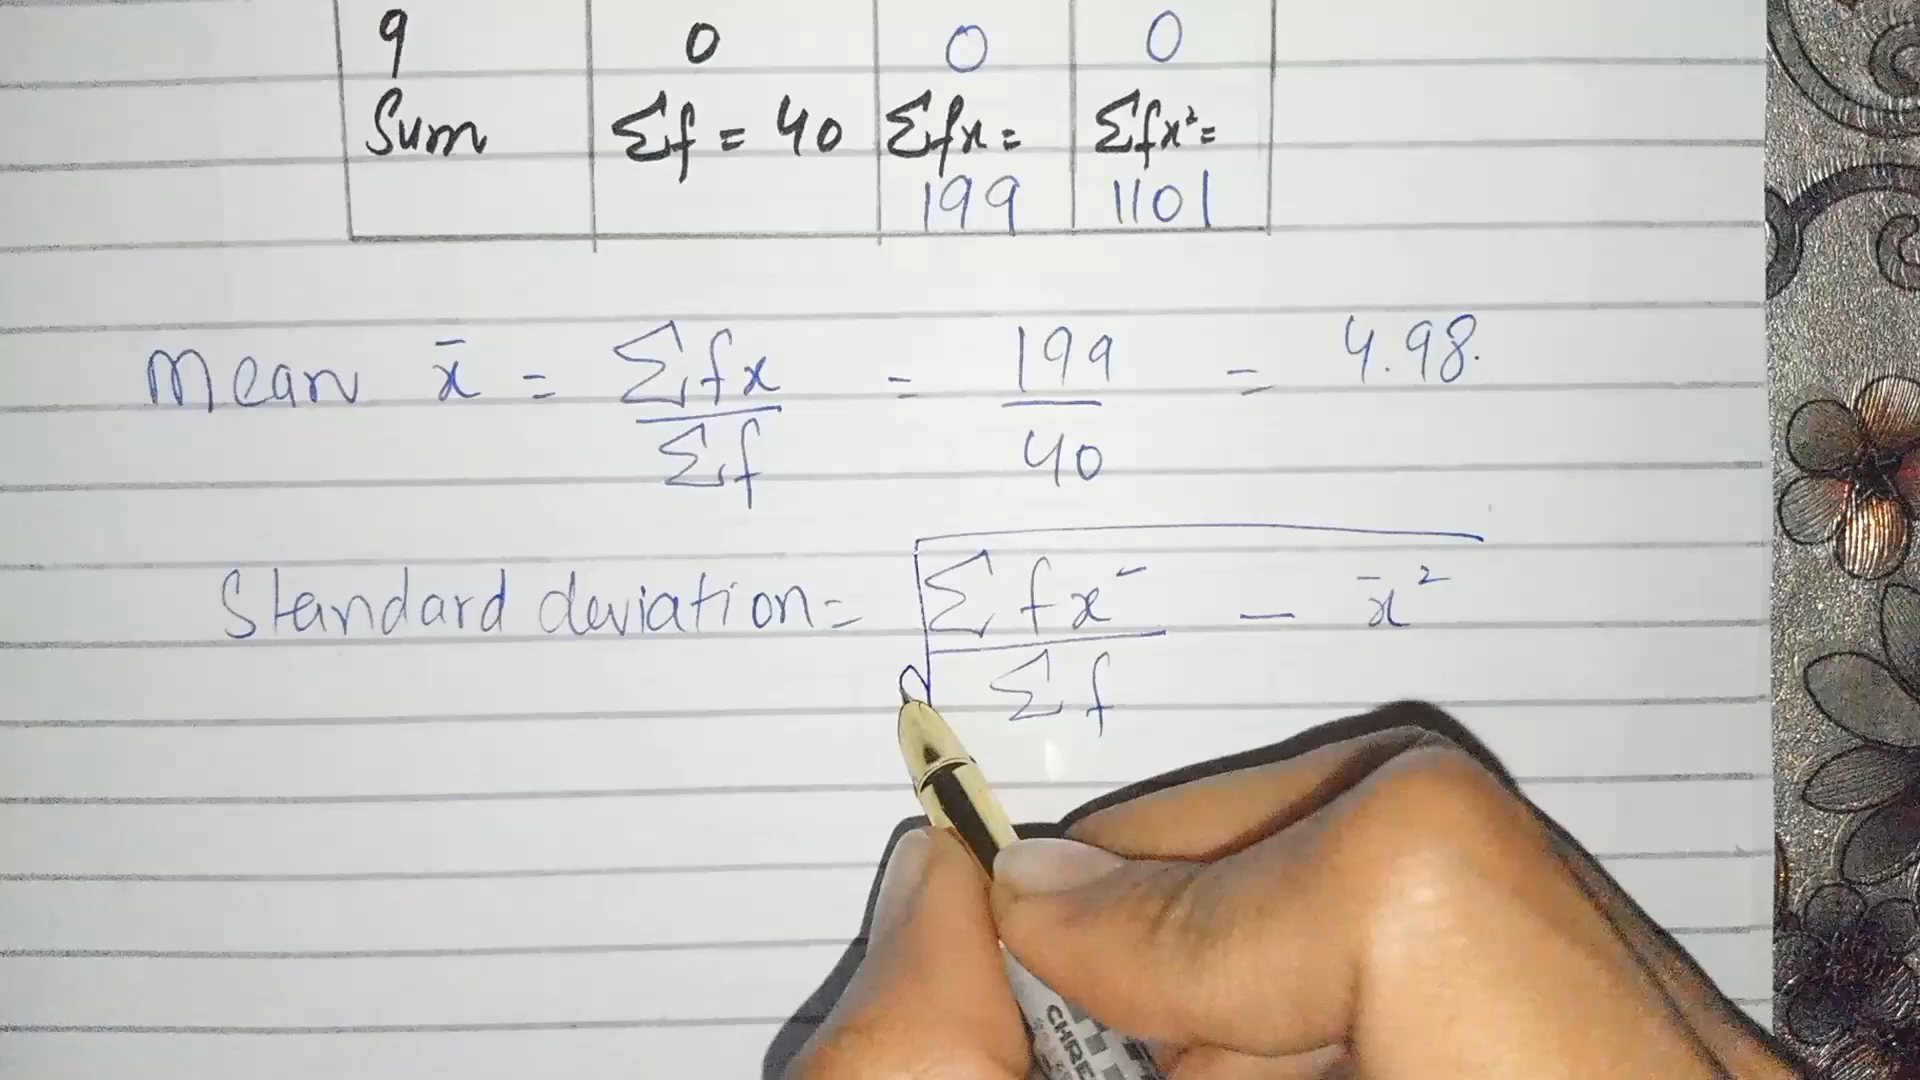 9 0 0 0
Sum Σf = 40 Σfx = Σfx² =
199 1101
Mean x̄ = Σfx / Σf = 199 / 40 = 4.98.
Standard deviation = √ Σfx² / Σf − x̄²
CHRE